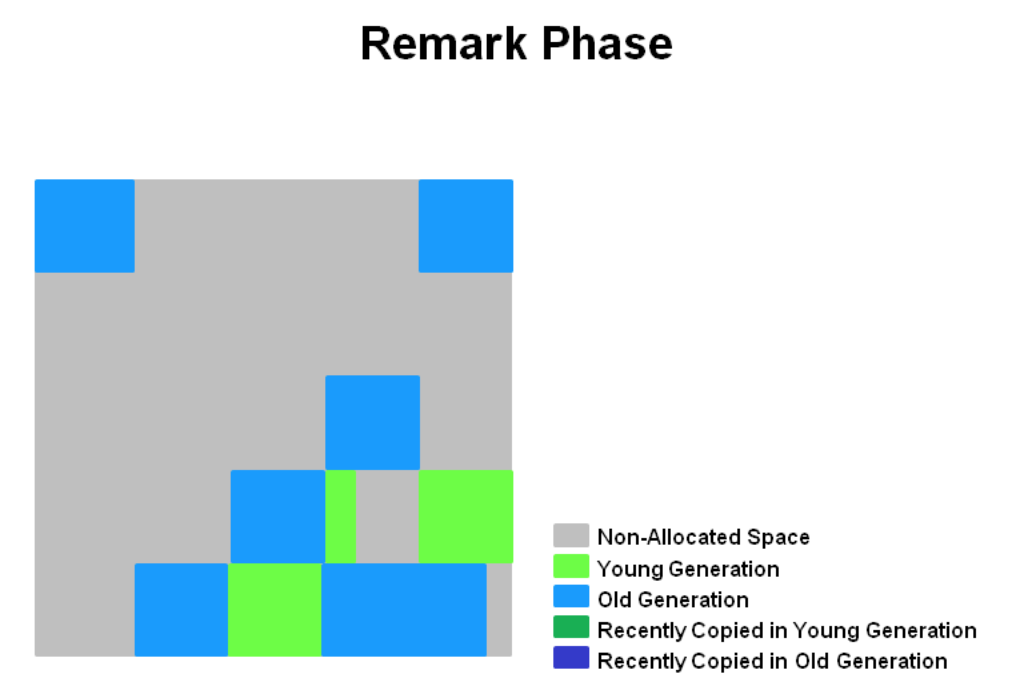 Remark Phase
Non-Allocated Space
Young Generation
Old Generation
Recently Copied in Young Generation
Recently Copied in Old Generation